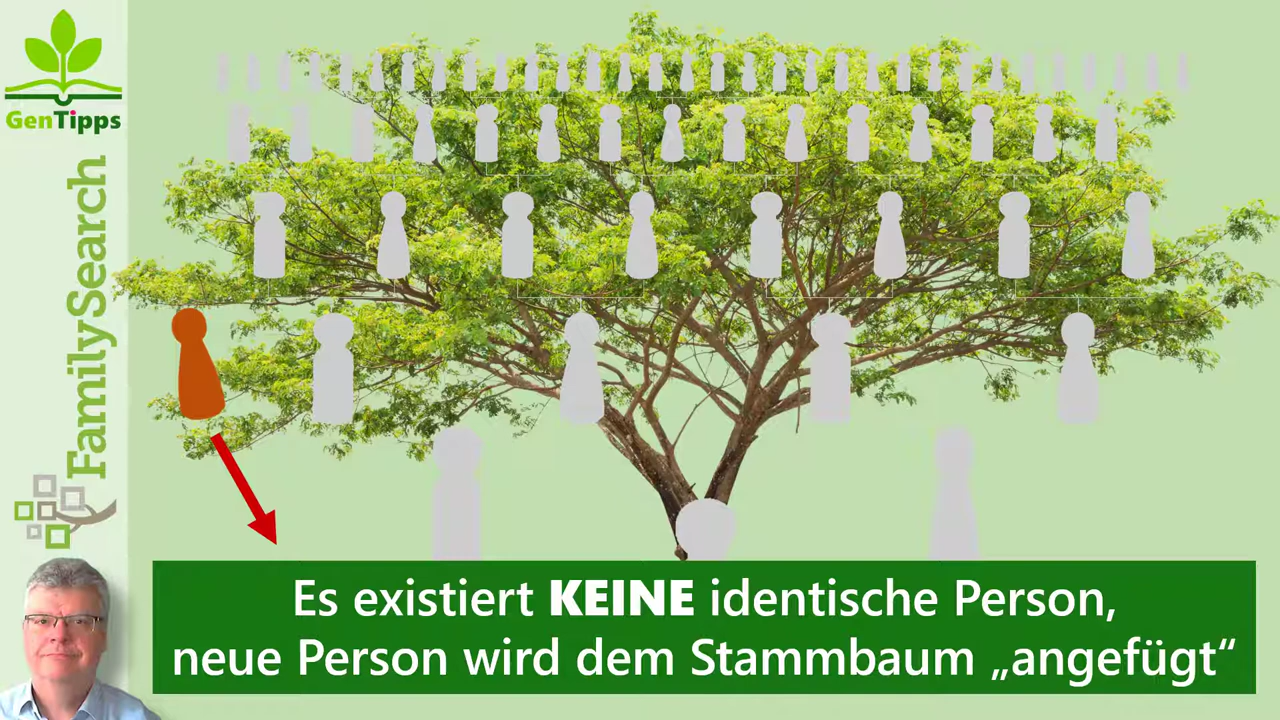 GenTipps
FamilySearch
Es existiert KEINE identische Person,
neue Person wird dem Stammbaum „angefügt“